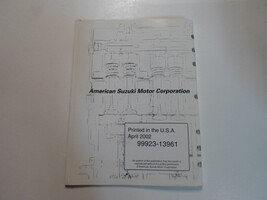 American Suzuki Motor Corporation
Printed in the U.S.A.
April 2002
99923-13961